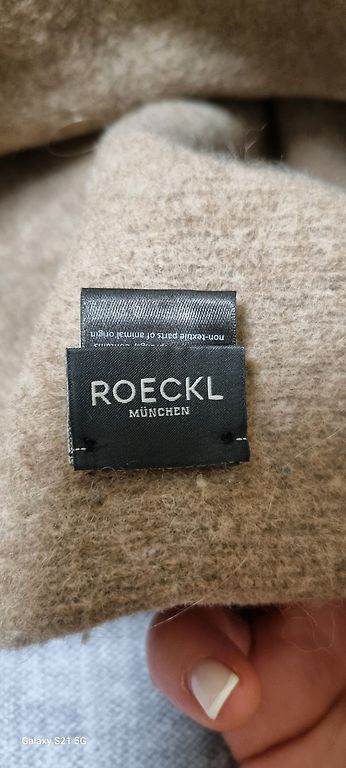 non-textile parts of animal origin
ROECKL
MÜNCHEN
Galaxy S21 5G